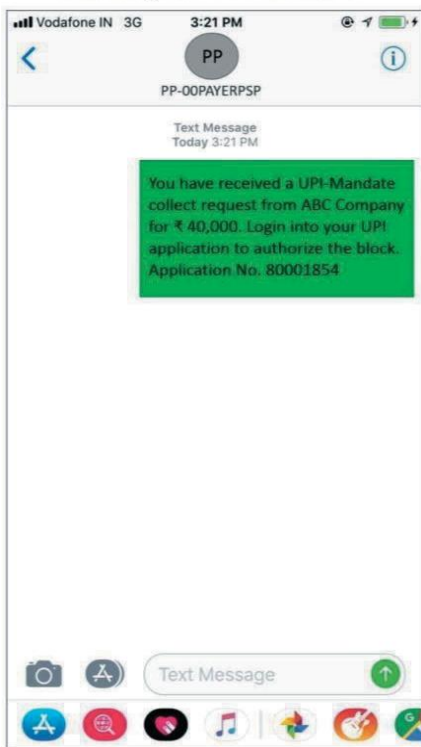 Vodafone IN 3G 3:21 PM
PP
PP-00PAYERPSP
Text Message
Today 3:21 PM
You have received a UPI-Mandate
collect request from ABC Company
for ₹ 40,000. Login into your UPI
application to authorize the block.
Application No. 80001854
Text Message
G